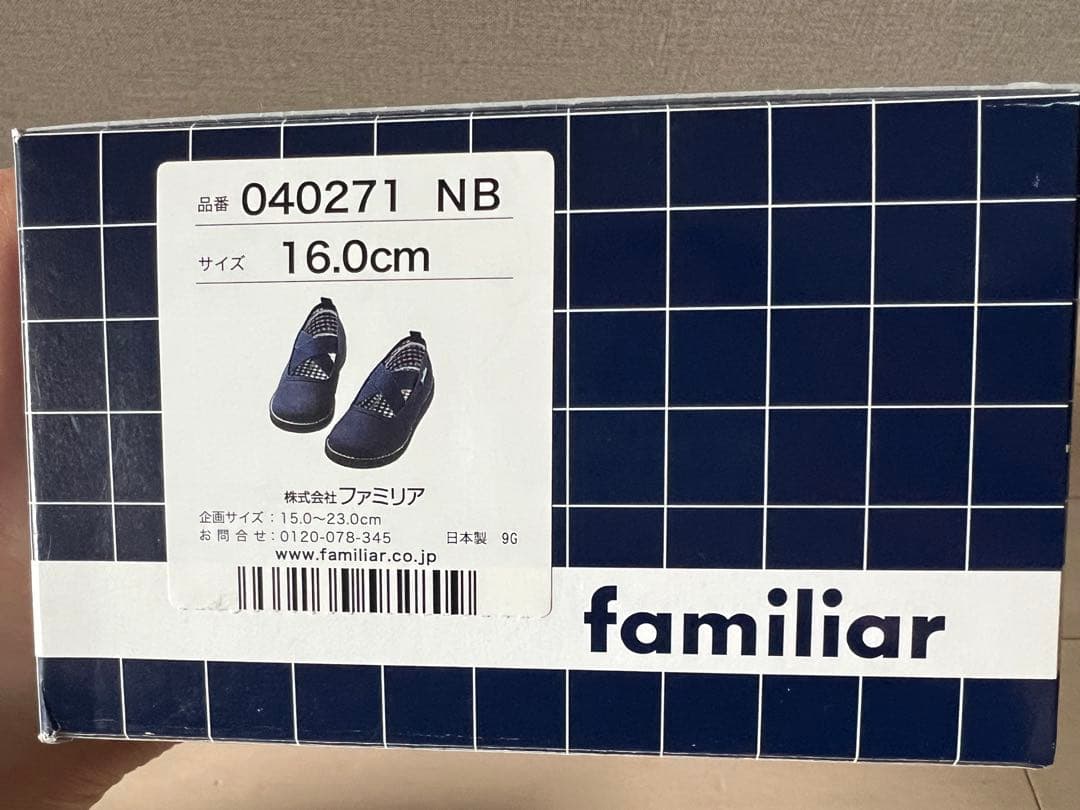 品番 040271 NB
サイズ 16.0cm
株式会社ファミリア
企画サイズ：15.0〜23.0cm
お問合せ：0120-078-345 日本製 9G
www.familiar.co.jp
familiar